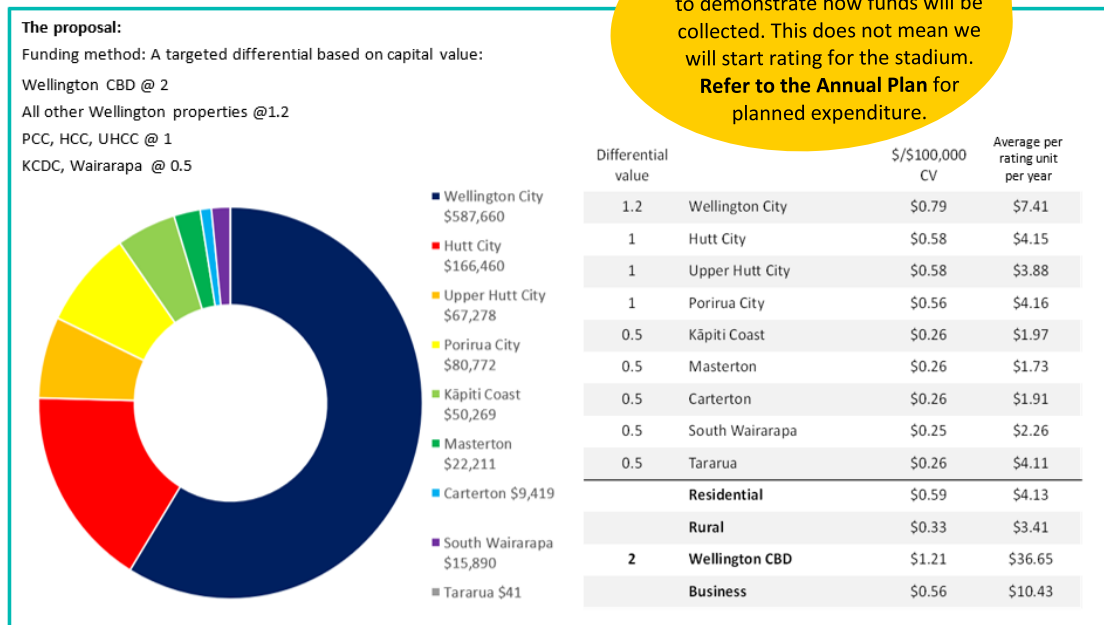 The proposal:
Funding method: A targeted differential based on capital value:
Wellington CBD @ 2
All other Wellington properties @1.2
PCC, HCC, UHCC @ 1
KCDC, Wairarapa @ 0.5
to demonstrate how funds will be
collected. This does not mean we
will start rating for the stadium.
Refer to the Annual Plan for
planned expenditure.
Wellington City
$587,660
Hutt City
$166,460
Upper Hutt City
$67,278
Porirua City
$80,772
Kāpiti Coast
$50,269
Masterton
$22,211
Carterton $9,419
South Wairarapa
$15,890
Tararua $41
Differential
value
$/$100,000
CV
Average per
rating unit
per year
1.2 Wellington City $0.79 $7.41
1 Hutt City $0.58 $4.15
1 Upper Hutt City $0.58 $3.88
1 Porirua City $0.56 $4.16
0.5 Kāpiti Coast $0.26 $1.97
0.5 Masterton $0.26 $1.73
0.5 Carterton $0.26 $1.91
0.5 South Wairarapa $0.25 $2.26
0.5 Tararua $0.26 $4.11
Residential $0.59 $4.13
Rural $0.33 $3.41
2 Wellington CBD $1.21 $36.65
Business $0.56 $10.43